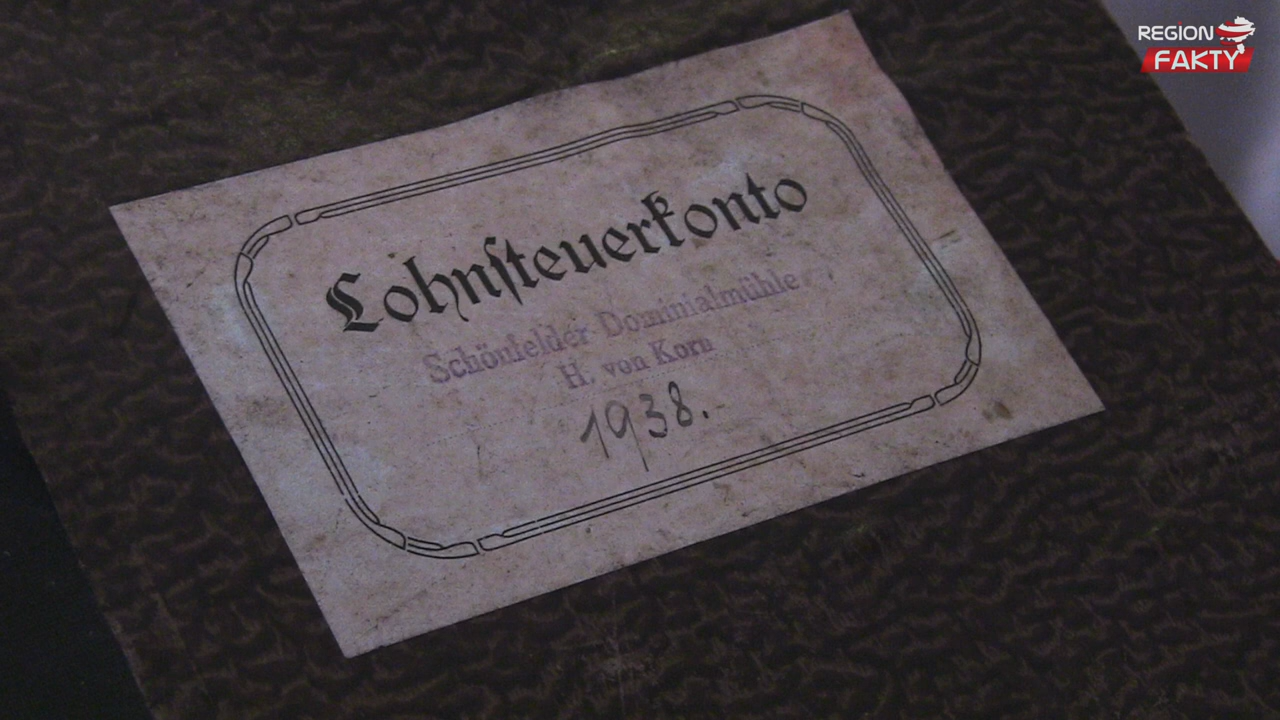 REGION
FAKTY
Lohnsteuerkonto
Schönfelder Dominialmühle
H. von Korn
1938.